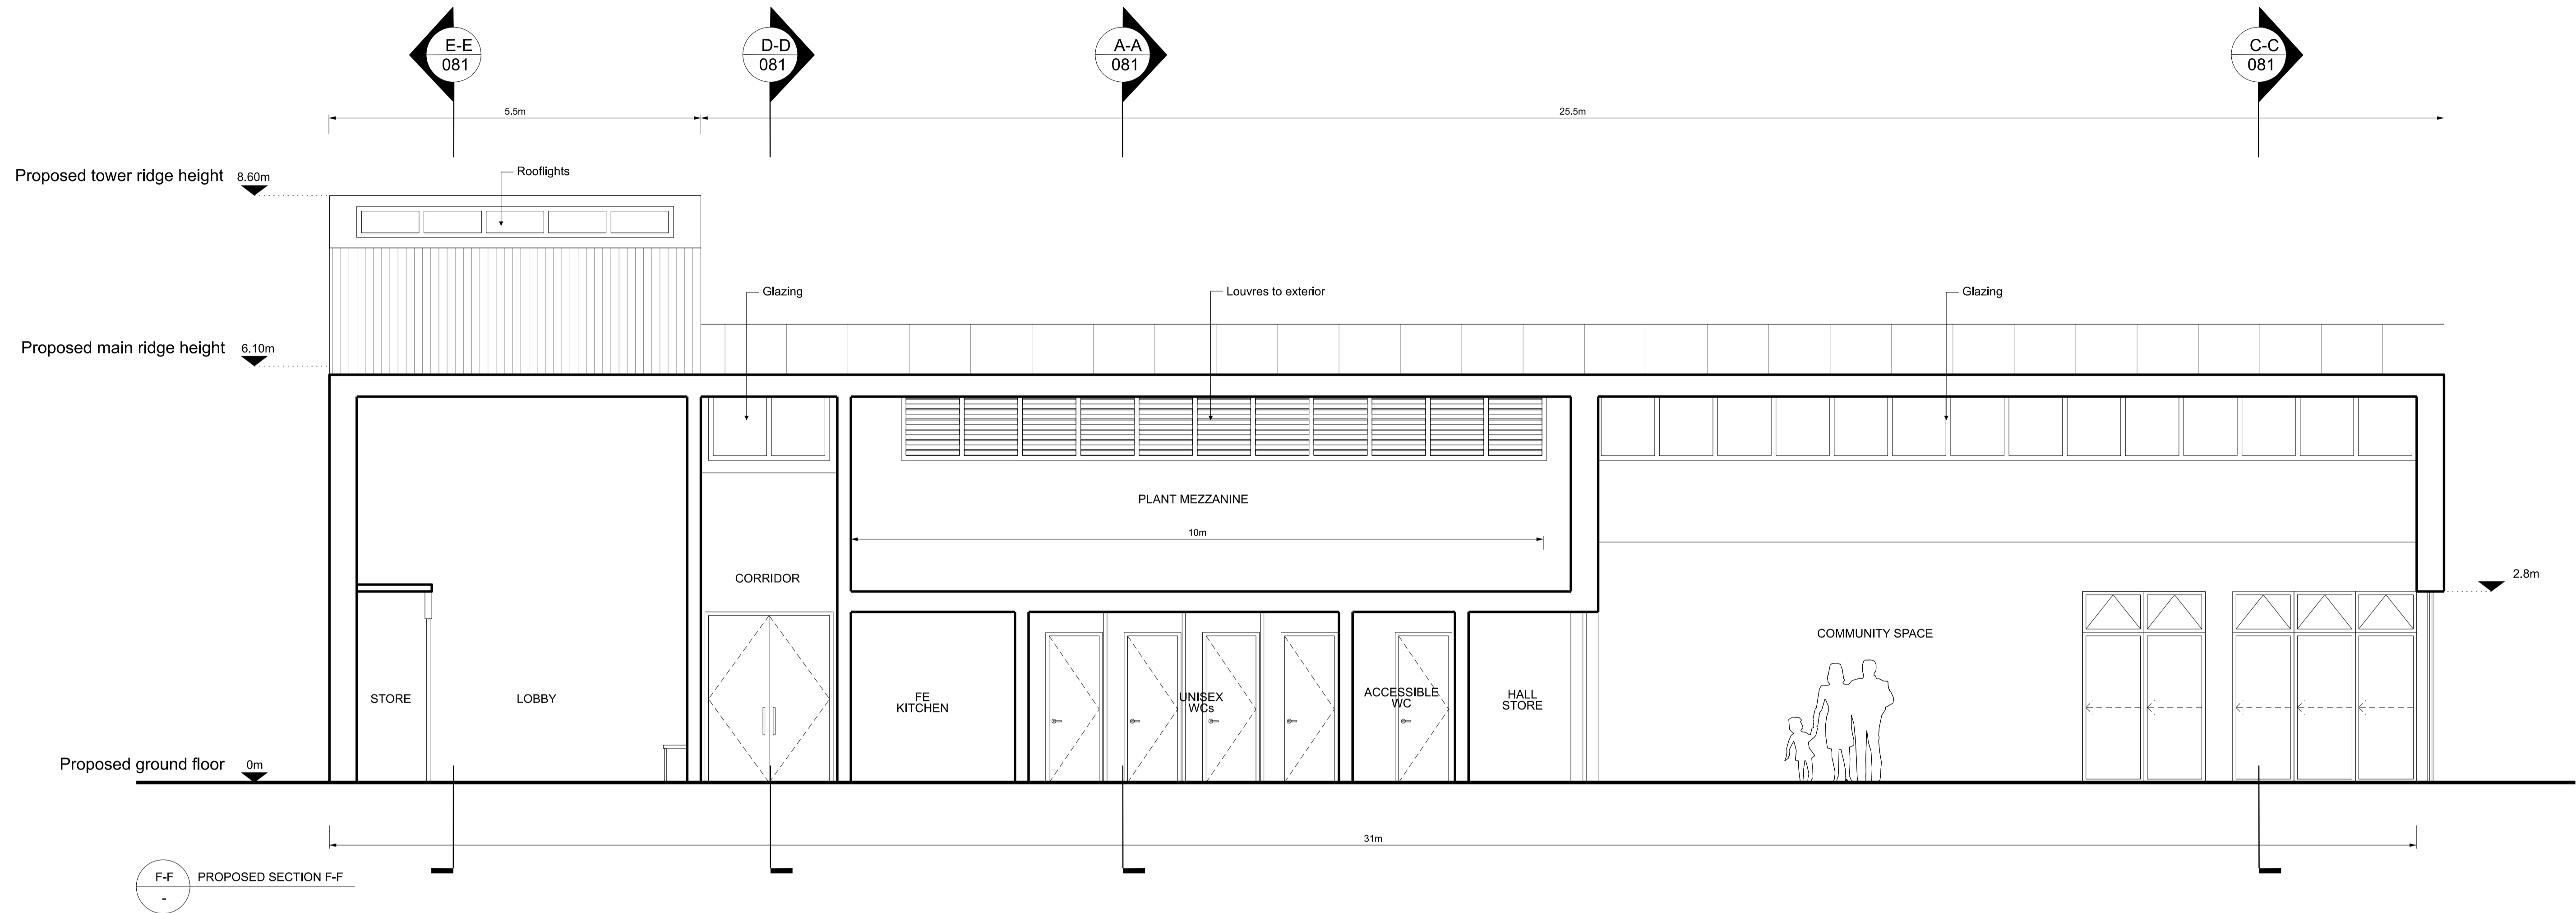 E-E
081
D-D
081
A-A
081
C-C
081
5.5m
25.5m
Proposed tower ridge height 8.60m
Rooflights
Glazing
Louvres to exterior
Glazing
Proposed main ridge height 6.10m
PLANT MEZZANINE
10m
CORRIDOR
2.8m
COMMUNITY SPACE
STORE
LOBBY
FE
KITCHEN
UNISEX
WCs
ACCESSIBLE
WC
HALL
STORE
Proposed ground floor 0m
31m
F-F
-
PROPOSED SECTION F-F